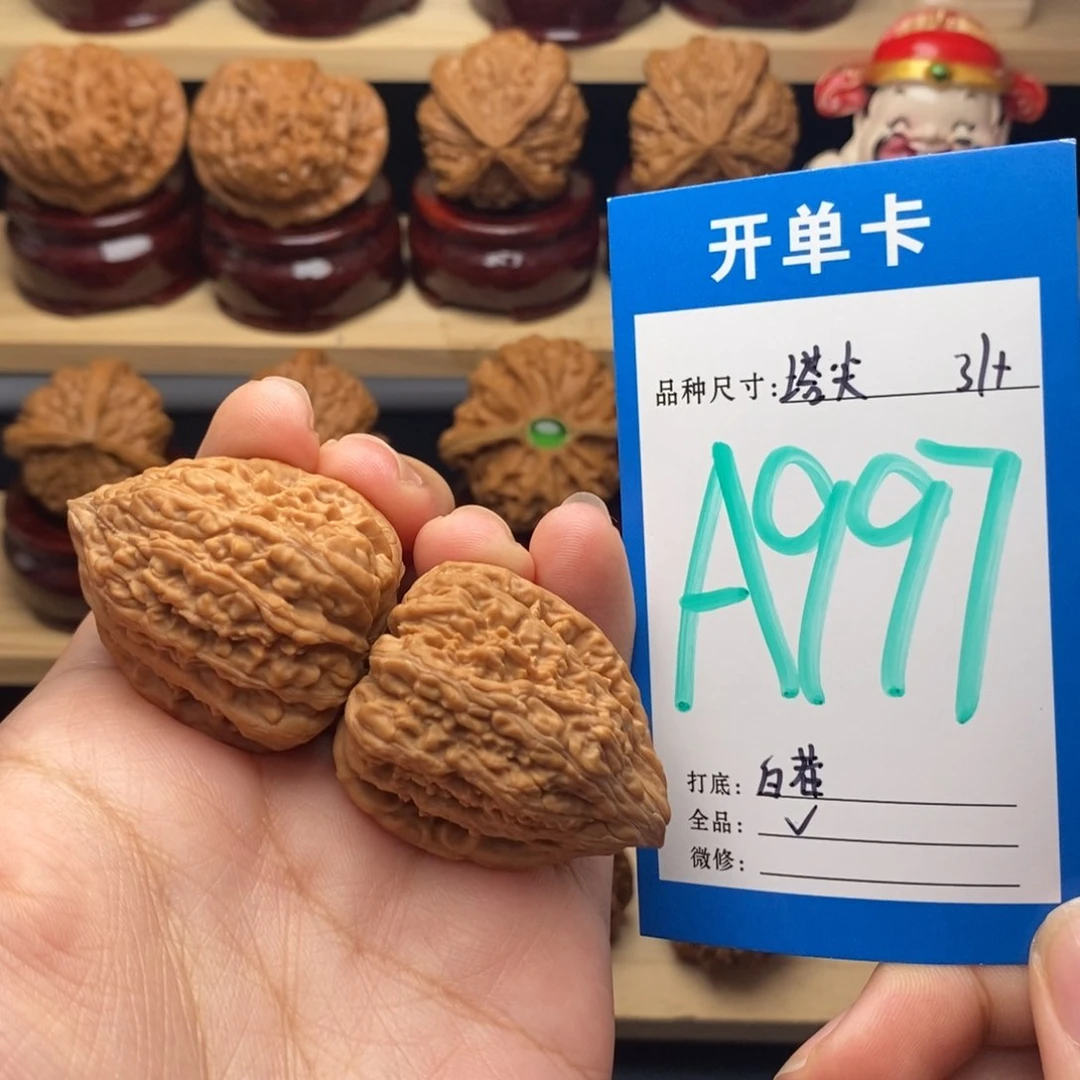 开单卡
品种尺寸:塔尖 31+
A997
打底:白茬
全品:✓
微修: